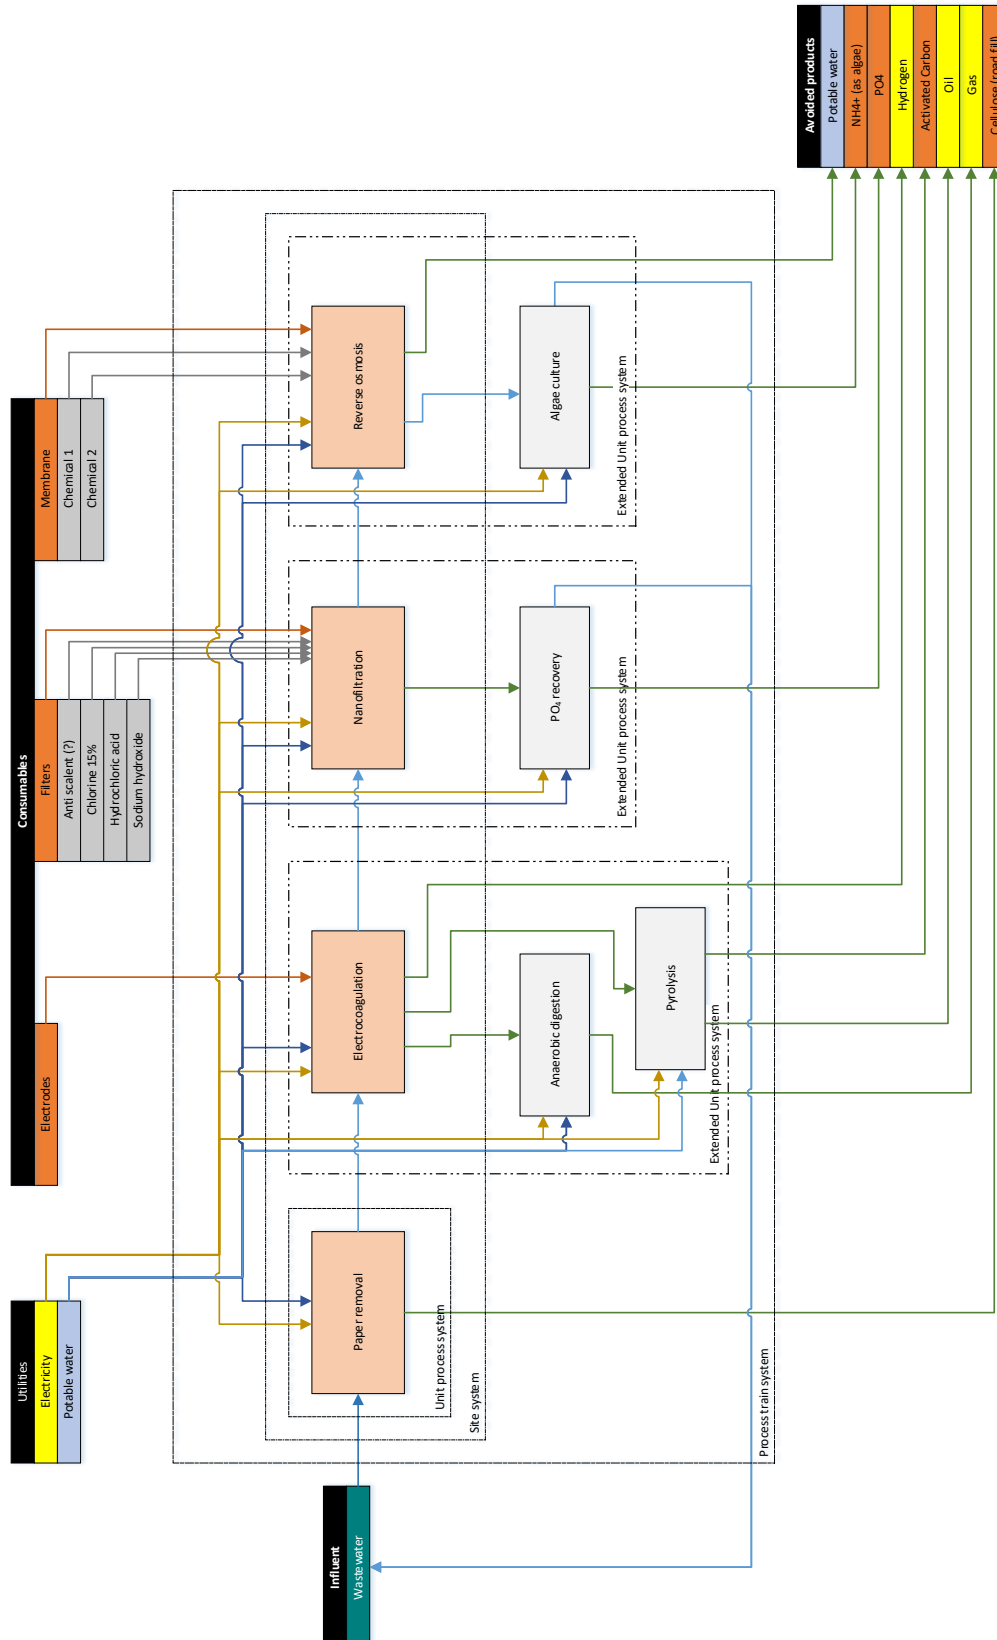 Utilities
Electricity
Potable water
Consumables
Electrodes
Filters
Anti scalent (?)
Chlorine 15%
Hydrochloric acid
Sodium hydroxide
Membrane
Chemical 1
Chemical 2
Influent
Wastewater
Paper removal
Electrocoagulation
Nanofiltration
Reverse osmosis
Anaerobic digestion
Pyrolysis
PO₄ recovery
Algae culture
Unit process system
Site system
Process train system
Extended Unit process system
Extended Unit process system
Extended Unit process system
Avoided products
Potable water
NH4+ (as algae)
PO4
Hydrogen
Activated Carbon
Oil
Gas
Cellulose (road fill)